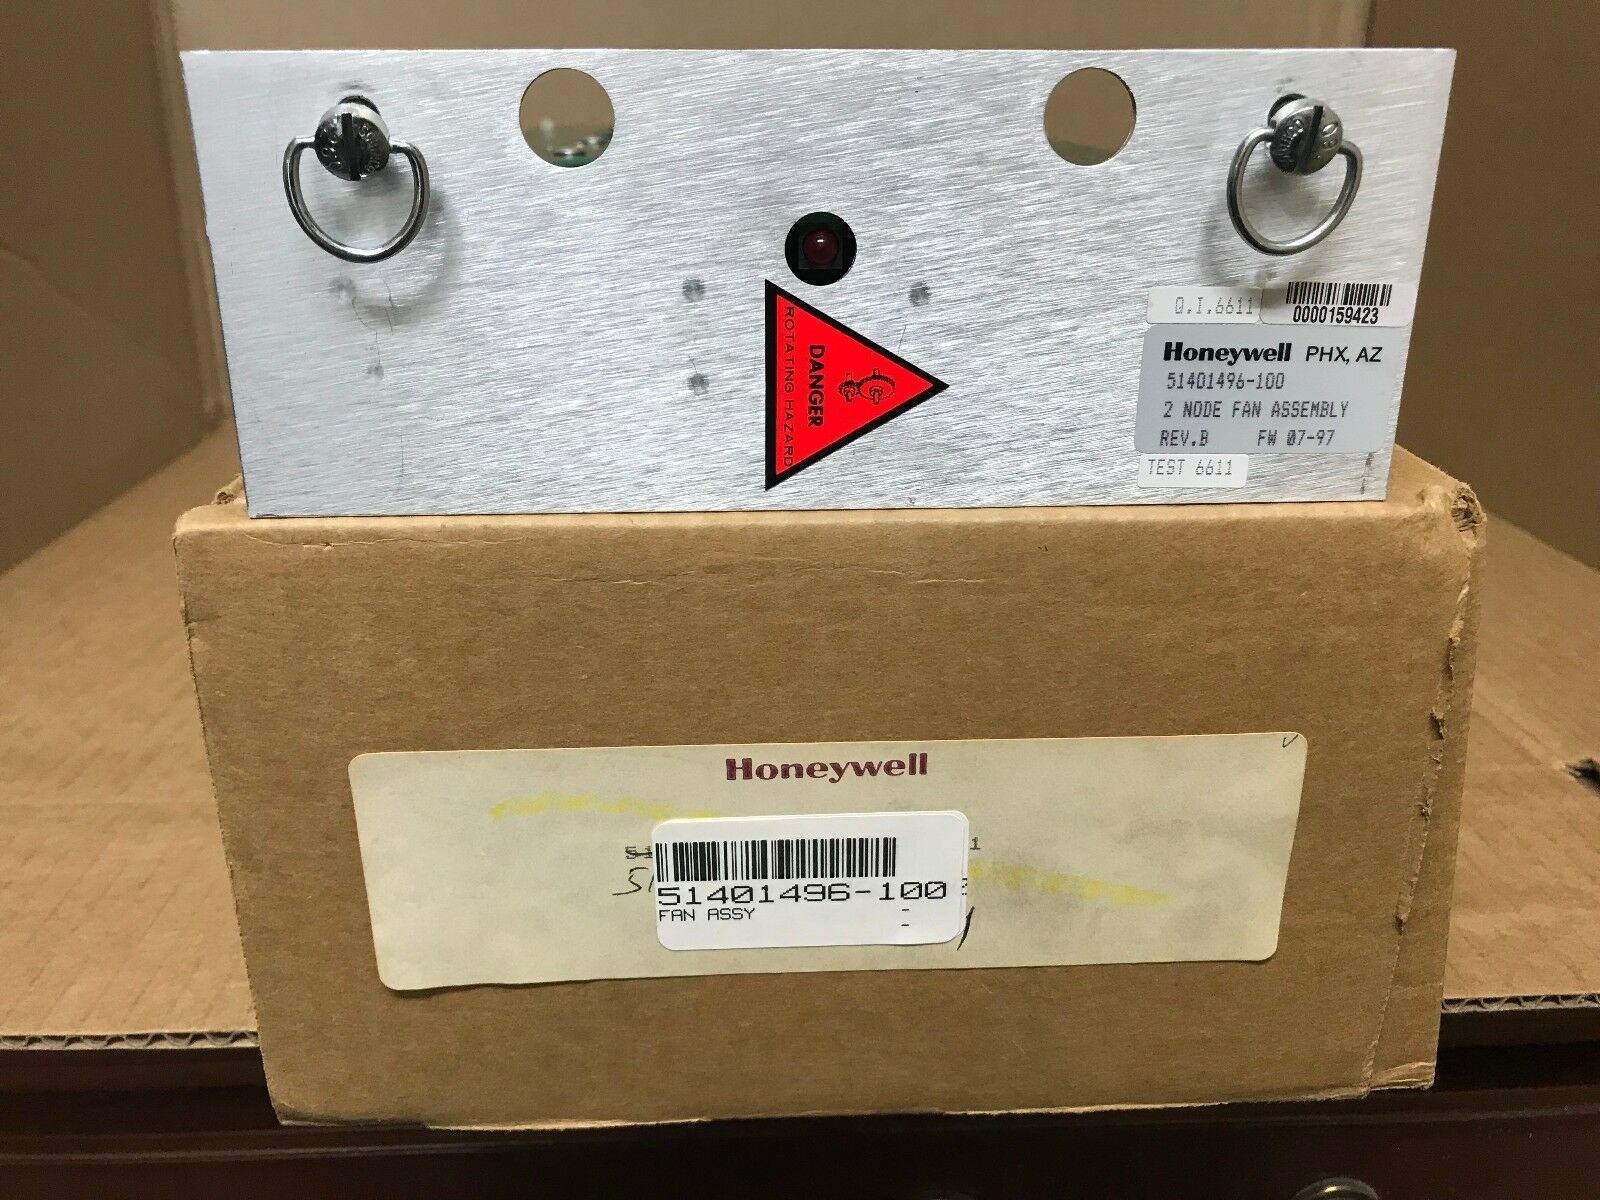 Q.I.6611
0000159423
Honeywell PHX, AZ
51401496-100
2 NODE FAN ASSEMBLY
REV.B FW 07-97
TEST 6611
DANGER
ROTATING HAZARD
Honeywell
51401496-100
FAN ASSY